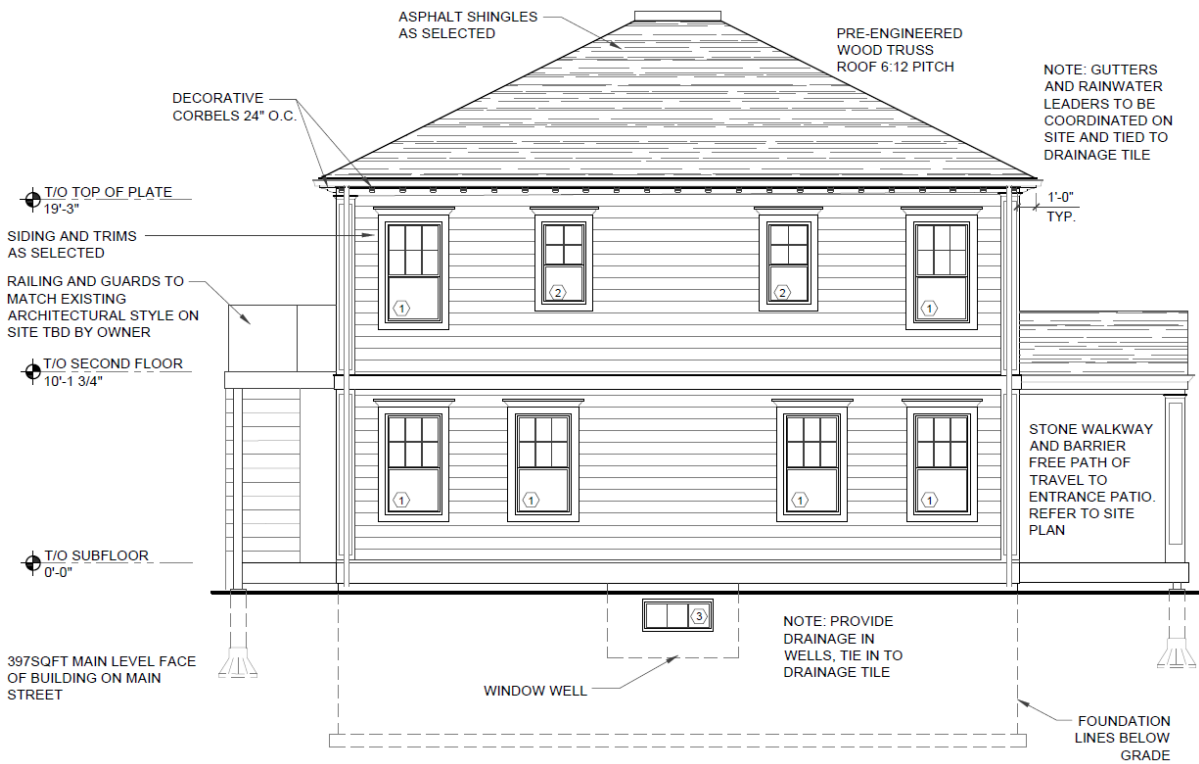 ASPHALT SHINGLES
AS SELECTED
PRE-ENGINEERED
WOOD TRUSS
ROOF 6:12 PITCH
NOTE: GUTTERS
AND RAINWATER
LEADERS TO BE
COORDINATED ON
SITE AND TIED TO
DRAINAGE TILE
DECORATIVE
CORBELS 24" O.C.
T/O TOP OF PLATE
19'-3"
1'-0"
TYP.
SIDING AND TRIMS
AS SELECTED
RAILING AND GUARDS TO
MATCH EXISTING
ARCHITECTURAL STYLE ON
SITE TBD BY OWNER
1
2
2
1
T/O SECOND FLOOR
10'-1 3/4"
1
1
1
1
STONE WALKWAY
AND BARRIER
FREE PATH OF
TRAVEL TO
ENTRANCE PATIO.
REFER TO SITE
PLAN
T/O SUBFLOOR
0'-0"
3
NOTE: PROVIDE
DRAINAGE IN
WELLS, TIE IN TO
DRAINAGE TILE
397SQFT MAIN LEVEL FACE
OF BUILDING ON MAIN
STREET
WINDOW WELL
FOUNDATION
LINES BELOW
GRADE